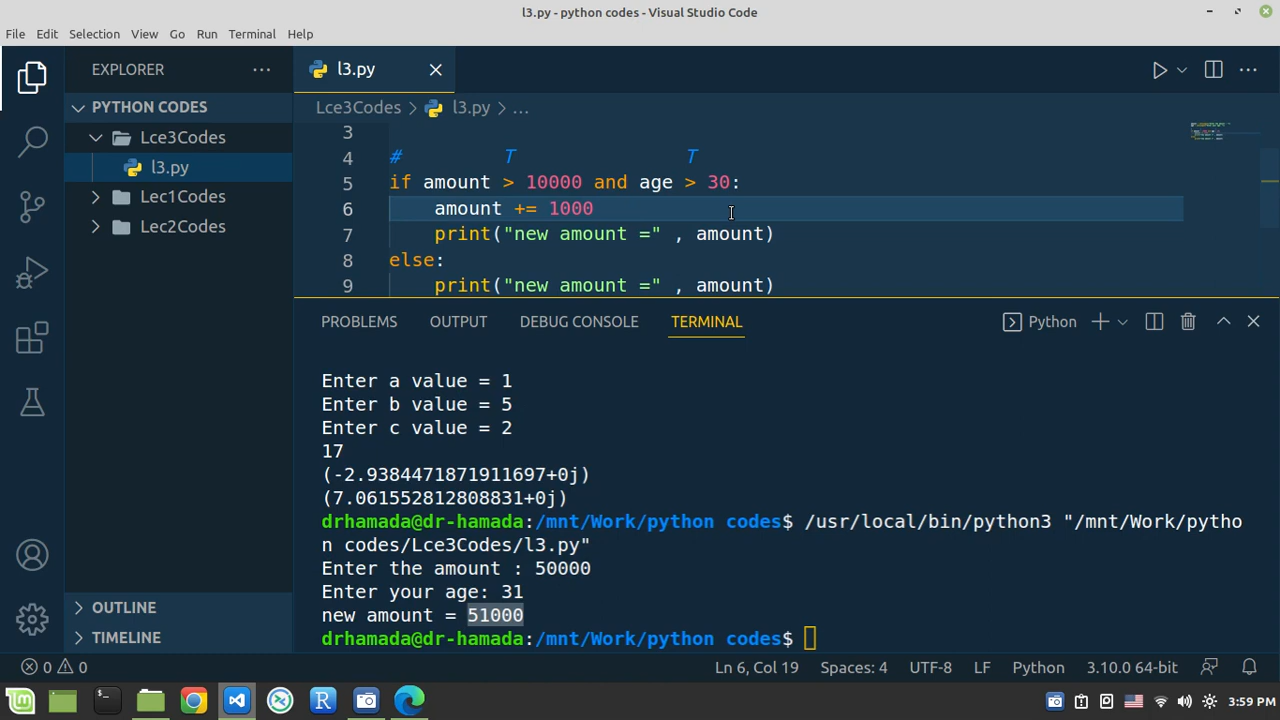 l3.py - python codes - Visual Studio Code
File Edit Selection View Go Run Terminal Help
EXPLORER
l3.py
PYTHON CODES
Lce3Codes
l3.py
Lec1Codes
Lec2Codes
OUTLINE
TIMELINE
Lce3Codes > l3.py > ...
3
4 # T T
5 if amount > 10000 and age > 30:
6 amount += 1000
7 print("new amount =" , amount)
8 else:
9 print("new amount =" , amount)
PROBLEMS OUTPUT DEBUG CONSOLE TERMINAL Python
Enter a value = 1
Enter b value = 5
Enter c value = 2
17
(-2.9384471871911697+0j)
(7.061552812808831+0j)
drhamada@dr-hamada:/mnt/Work/python codes$ /usr/local/bin/python3 "/mnt/Work/pytho
n codes/Lce3Codes/l3.py"
Enter the amount : 50000
Enter your age: 31
new amount = 51000
drhamada@dr-hamada:/mnt/Work/python codes$
0 0 Ln 6, Col 19 Spaces: 4 UTF-8 LF Python 3.10.0 64-bit
3:59 PM